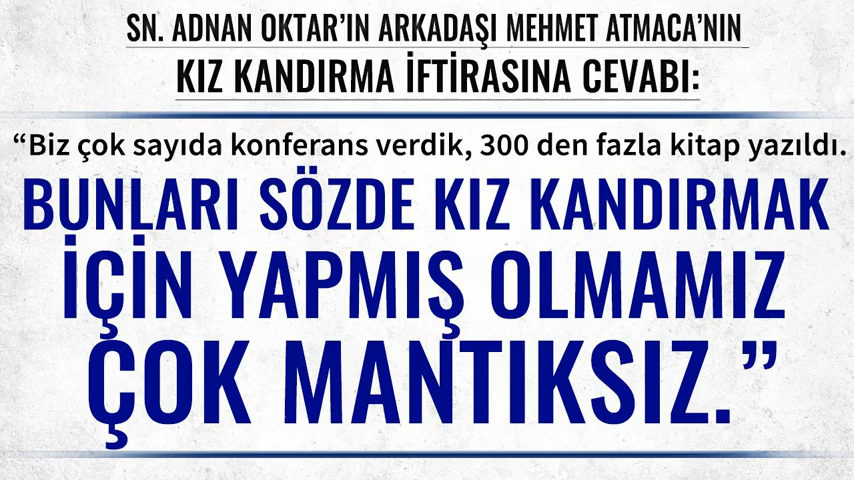 SN. ADNAN OKTAR’IN ARKADAŞI MEHMET ATMACA’NIN
KIZ KANDIRMA İFTİRASINA CEVABI:
“Biz çok sayıda konferans verdik, 300 den fazla kitap yazıldı.
BUNLARI SÖZDE KIZ KANDIRMAK
İÇİN YAPMIŞ OLMAMIZ
ÇOK MANTIKSIZ.”